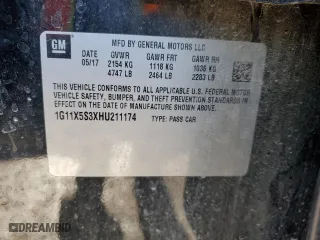 GM
MFD BY GENERAL MOTORS LLC
DATE GVWR GAWR FRT GAWR RR
05/17 2154 KG 1118 KG 1036 KG
4747 LB 2464 LB 2283 LB
THIS VEHICLE CONFORMS TO ALL APPLICABLE U.S. FEDERAL MOTOR
VEHICLE SAFETY, BUMPER, AND THEFT PREVENTION STANDARDS IN
EFFECT ON THE DATE OF MANUFACTURE SHOWN ABOVE.
1G11X5S3XHU211174 TYPE: PASS CAR
DEALERSHIP.COM